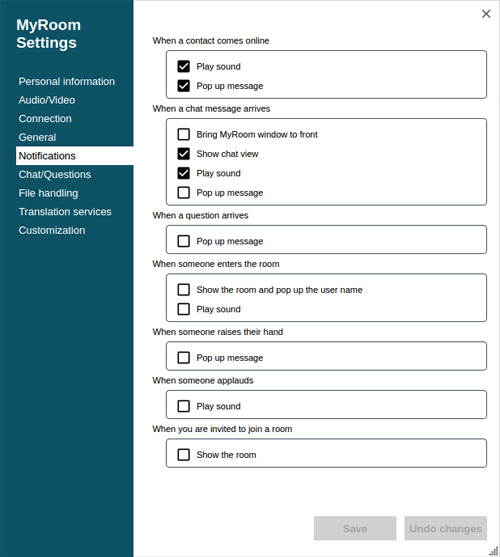 MyRoom
Settings
Personal information
Audio/Video
Connection
General
Notifications
Chat/Questions
File handling
Translation services
Customization
When a contact comes online
Play sound
Pop up message
When a chat message arrives
Bring MyRoom window to front
Show chat view
Play sound
Pop up message
When a question arrives
Pop up message
When someone enters the room
Show the room and pop up the user name
Play sound
When someone raises their hand
Pop up message
When someone applauds
Play sound
When you are invited to join a room
Show the room
Save
Undo changes